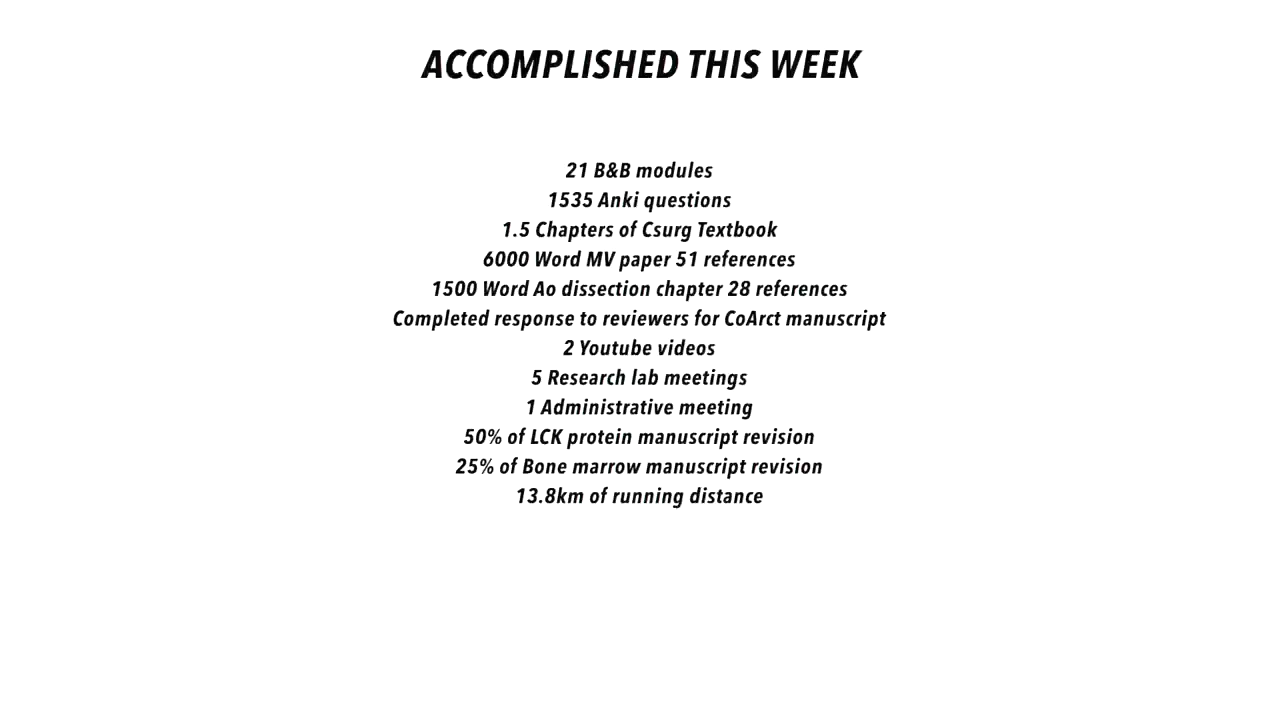 ACCOMPLISHED THIS WEEK
21 B&B modules
1535 Anki questions
1.5 Chapters of Csurg Textbook
6000 Word MV paper 51 references
1500 Word Ao dissection chapter 28 references
Completed response to reviewers for CoArct manuscript
2 Youtube videos
5 Research lab meetings
1 Administrative meeting
50% of LCK protein manuscript revision
25% of Bone marrow manuscript revision
13.8km of running distance